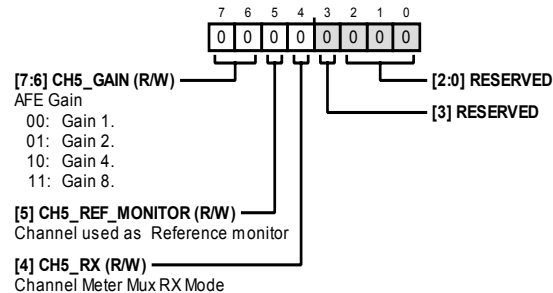 7 6 5 4 3 2 1 0
0 0 0 0 0 0 0 0
[7:6] CH5_GAIN (R/W)
AFE Gain
00: Gain 1.
01: Gain 2.
10: Gain 4.
11: Gain 8.
[5] CH5_REF_MONITOR (R/W)
Channel used as Reference monitor
[4] CH5_RX (R/W)
Channel Meter Mux RX Mode
[2:0] RESERVED
[3] RESERVED